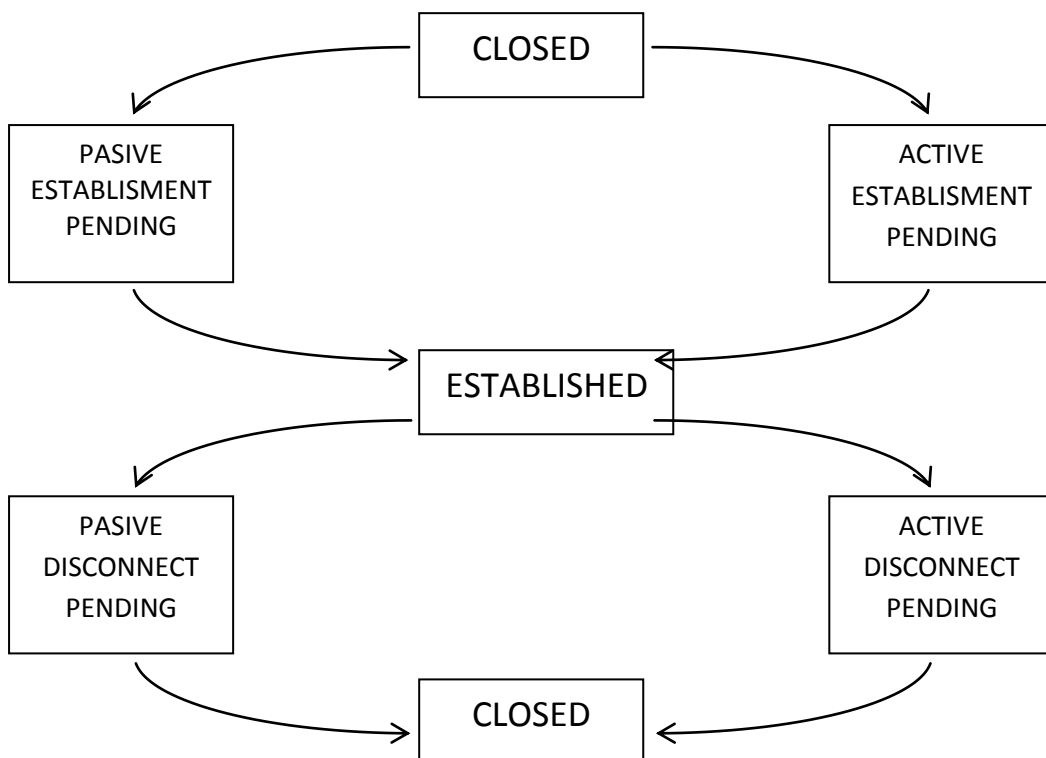 CLOSED
PASIVE
ESTABLISMENT
PENDING
ACTIVE
ESTABLISMENT
PENDING
ESTABLISHED
PASIVE
DISCONNECT
PENDING
ACTIVE
DISCONNECT
PENDING
CLOSED